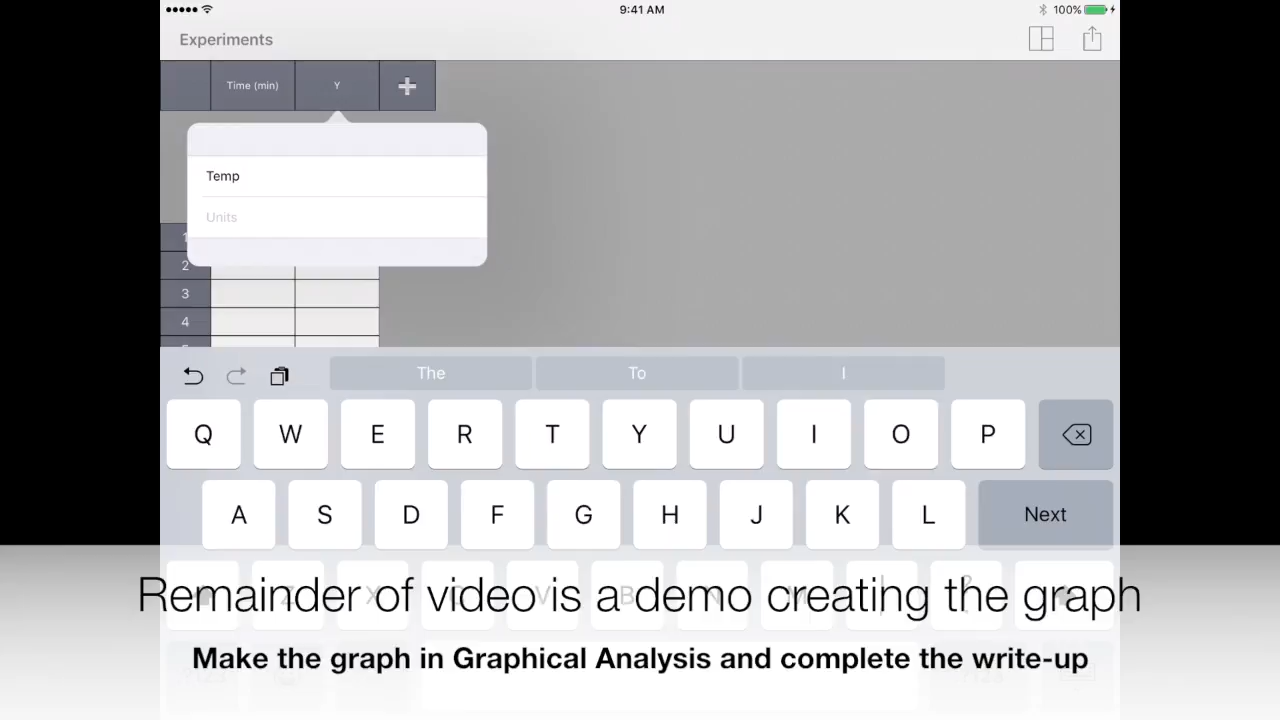 9:41 AM
100%
Experiments
Time (min) Y
Temp
Units
1
2
3
4
The To I
Q W E R T Y U I O P
A S D F G H J K L Next
Z X C V B N M
Remainder of video is a demo creating the graph
Make the graph in Graphical Analysis and complete the write-up